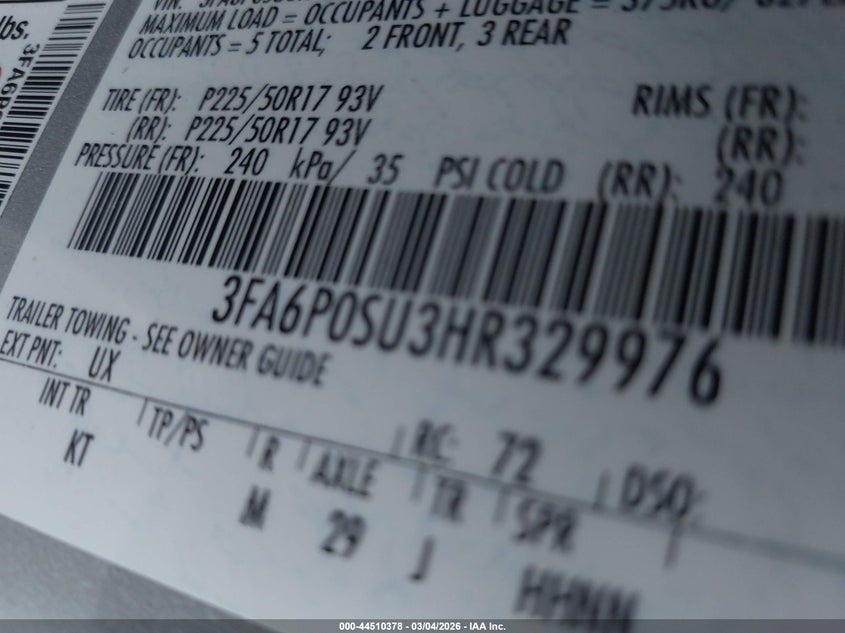 lbs.
MAXIMUM LOAD = OCCUPANTS + LUGGAGE =
OCCUPANTS = 5 TOTAL; 2 FRONT, 3 REAR
TIRE (FR): P225/50R17 93V RIMS (FR):
(RR): P225/50R17 93V (RR):
PRESSURE (FR): 240 kPa/ 35 PSI COLD (RR): 240
3FA6P0SU3HR329976
TRAILER TOWING - SEE OWNER GUIDE
EXT PNT: UX RC: 72 DSO:
INT TR TP/PS R AXLE TR SPR
KT M 29 J HHNN
000-44510378 - 03/04/2026 - IAA Inc.